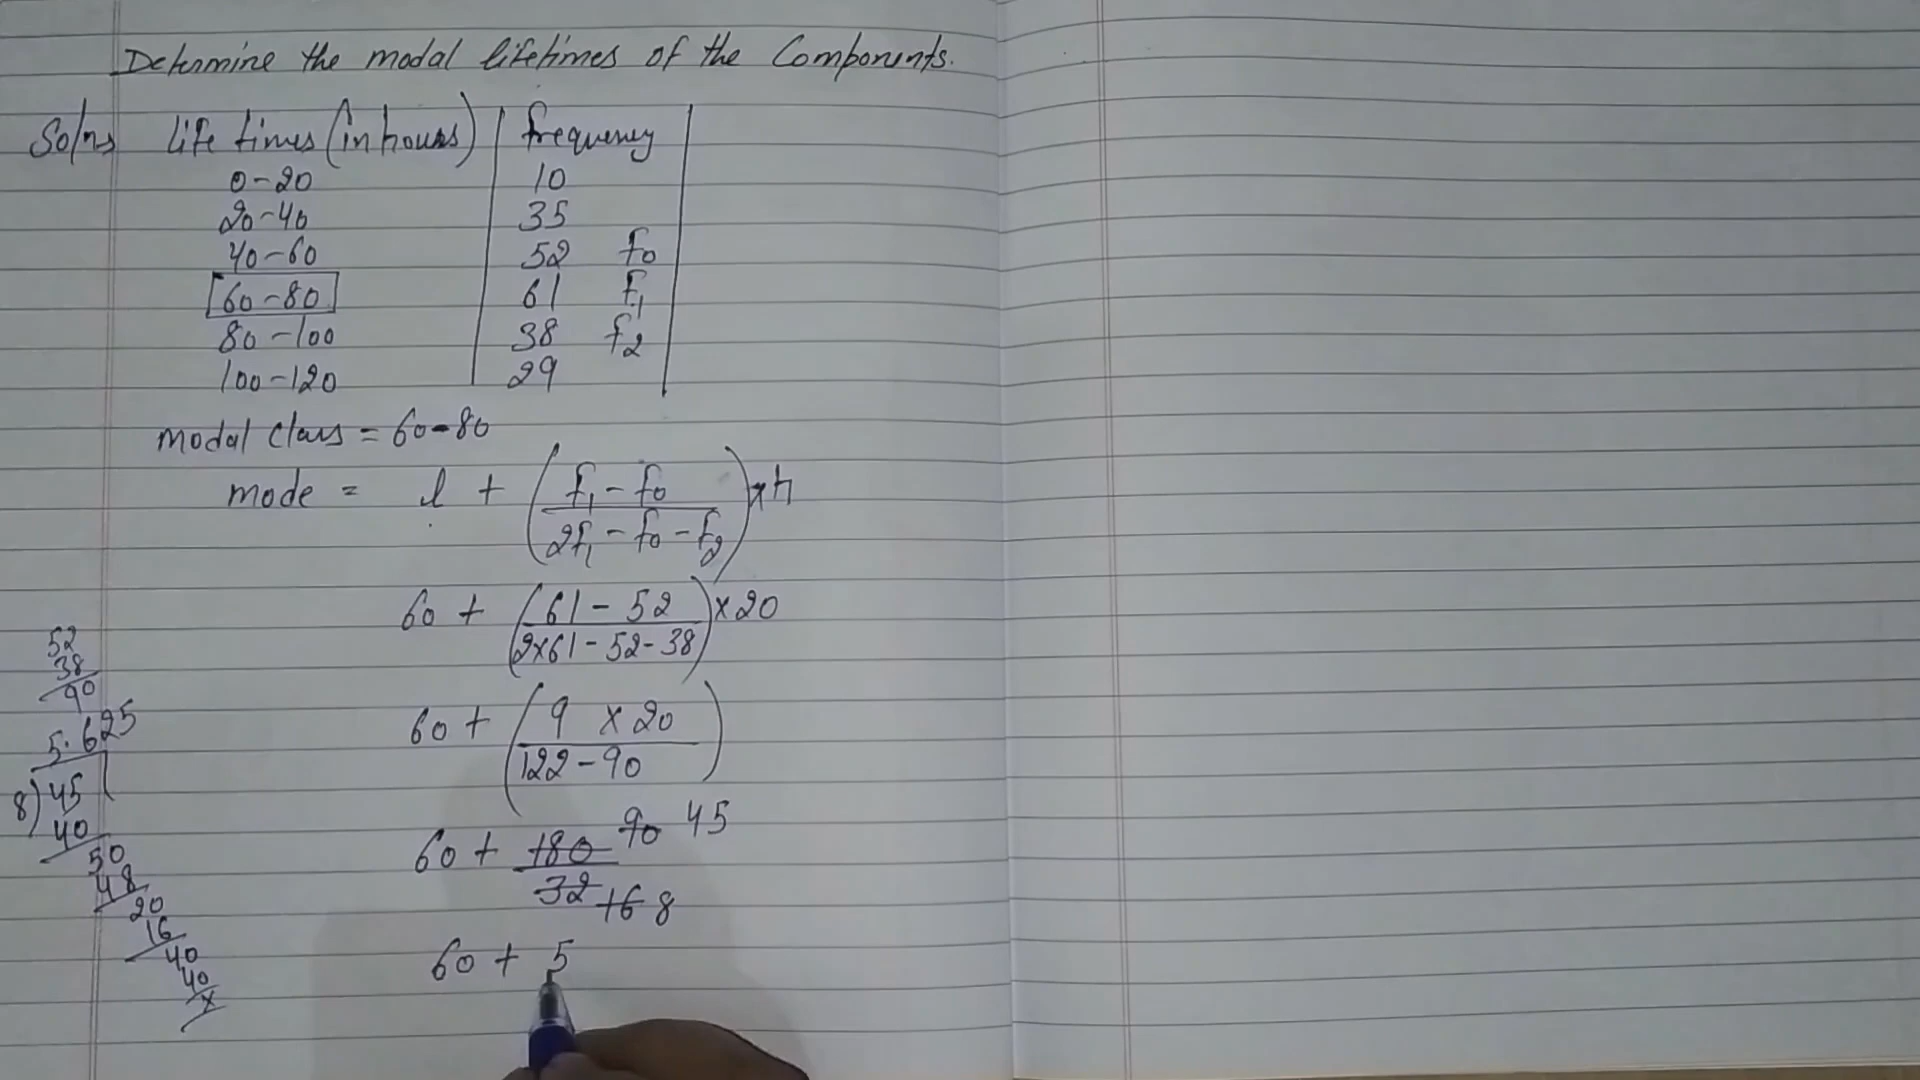 Determine the modal lifetimes of the Components.
Soln life times (in hours) frequency
0-20 10
20-40 35
40-60 52 f0
60-80 61 f1
80-100 38 f2
100-120 29
modal class = 60-80
mode = l + (f1 - f0 / 2f1 - f0 - f2) x h
60 + (61 - 52 / 2x61 - 52 - 38) x 20
60 + (9 x 20 / 122 - 90)
60 + 180 / 32 90 / 16 45 / 8
60 + 5
52
38
90
5.625
8) 45
40
50
48
20
16
40
40
x